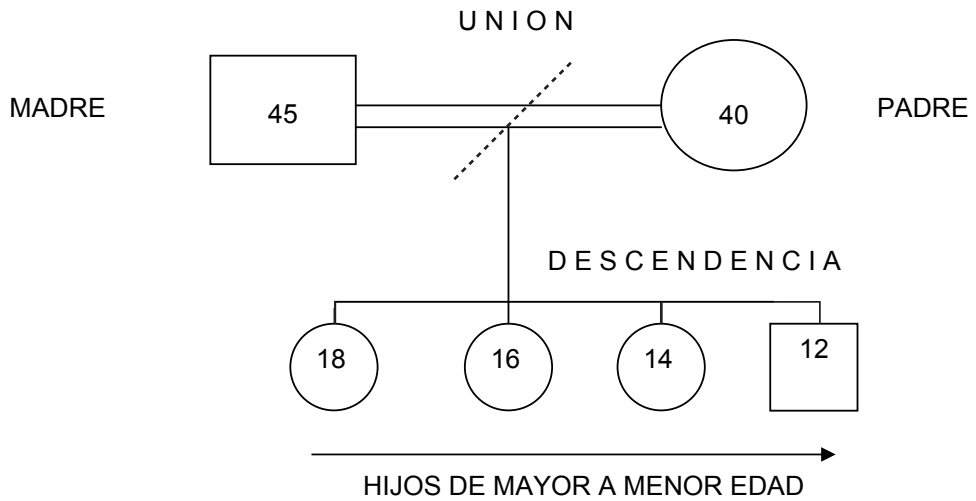 U N I O N
MADRE
45
40
PADRE
D E S C E N D E N C I A
18
16
14
12
HIJOS DE MAYOR A MENOR EDAD